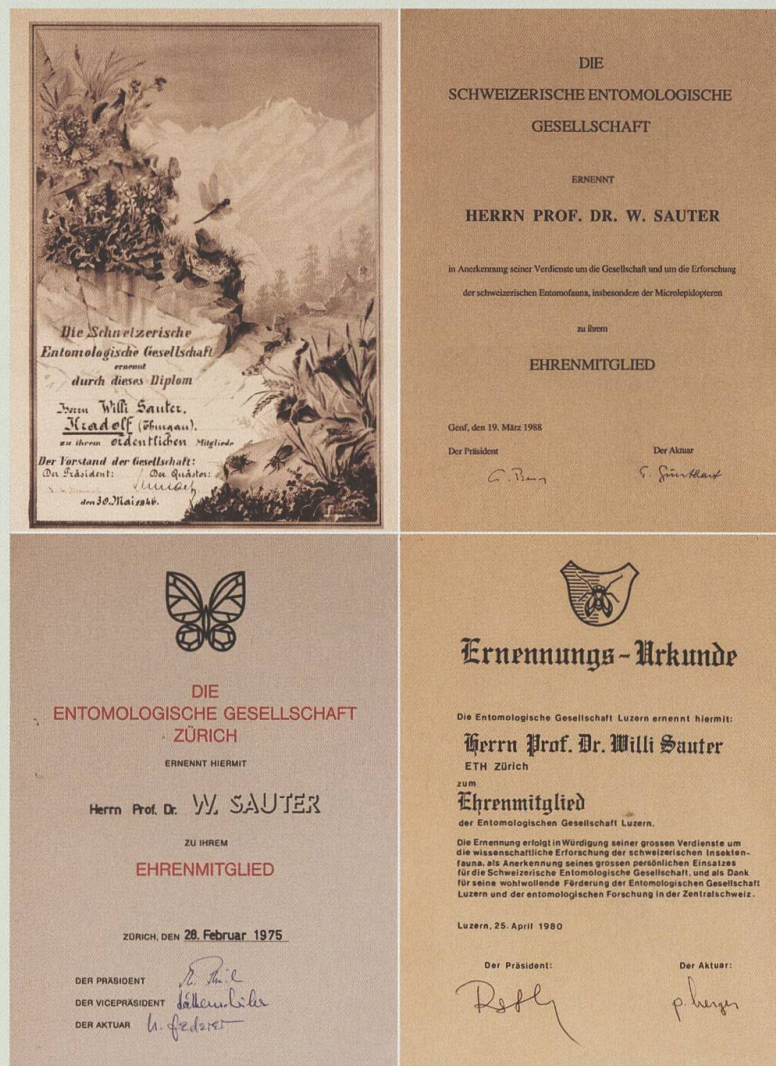 Die Schweizerische
Entomologische Gesellschaft
ernennt
durch dieses Diplom
Herrn Willi Sauter,
Kradolf (Thurgau).
zu ihrem ordentlichen Mitgliede
Der Vorstand der Gesellschaft:
Der Präsident: Der Quästor:
den 30. Mai 1946.
DIE
SCHWEIZERISCHE ENTOMOLOGISCHE
GESELLSCHAFT
ERNENNT
HERRN PROF. DR. W. SAUTER
in Anerkennung seiner Verdienste um die Gesellschaft und um die Erforschung
der schweizerischen Entomofauna, insbesondere der Microlepidopteren
zu ihrem
EHRENMITGLIED
Genf, den 19. März 1988
Der Präsident Der Aktuar
DIE
ENTOMOLOGISCHE GESELLSCHAFT
ZÜRICH
ERNENNT HIERMIT
Herrn Prof. Dr. W. SAUTER
ZU IHREM
EHRENMITGLIED
ZÜRICH, DEN 28. Februar 1975
DER PRÄSIDENT
DER VICEPRÄSIDENT
DER AKTUAR
Ernennungs-Urkunde
Die Entomologische Gesellschaft Luzern ernennt hiermit:
Herrn Prof. Dr. Willi Sauter
ETH Zürich
zum
Ehrenmitglied
der Entomologischen Gesellschaft Luzern.
Die Ernennung erfolgt in Würdigung seiner grossen Verdienste um
die wissenschaftliche Erforschung der schweizerischen Insekten-
fauna, als Anerkennung seines grossen persönlichen Einsatzes
für die Schweizerische Entomologische Gesellschaft, und als Dank
für seine wohlwollende Förderung der Entomologischen Gesellschaft
Luzern und der entomologischen Forschung in der Zentralschweiz.
Luzern, 25. April 1980
Der Präsident: Der Aktuar: